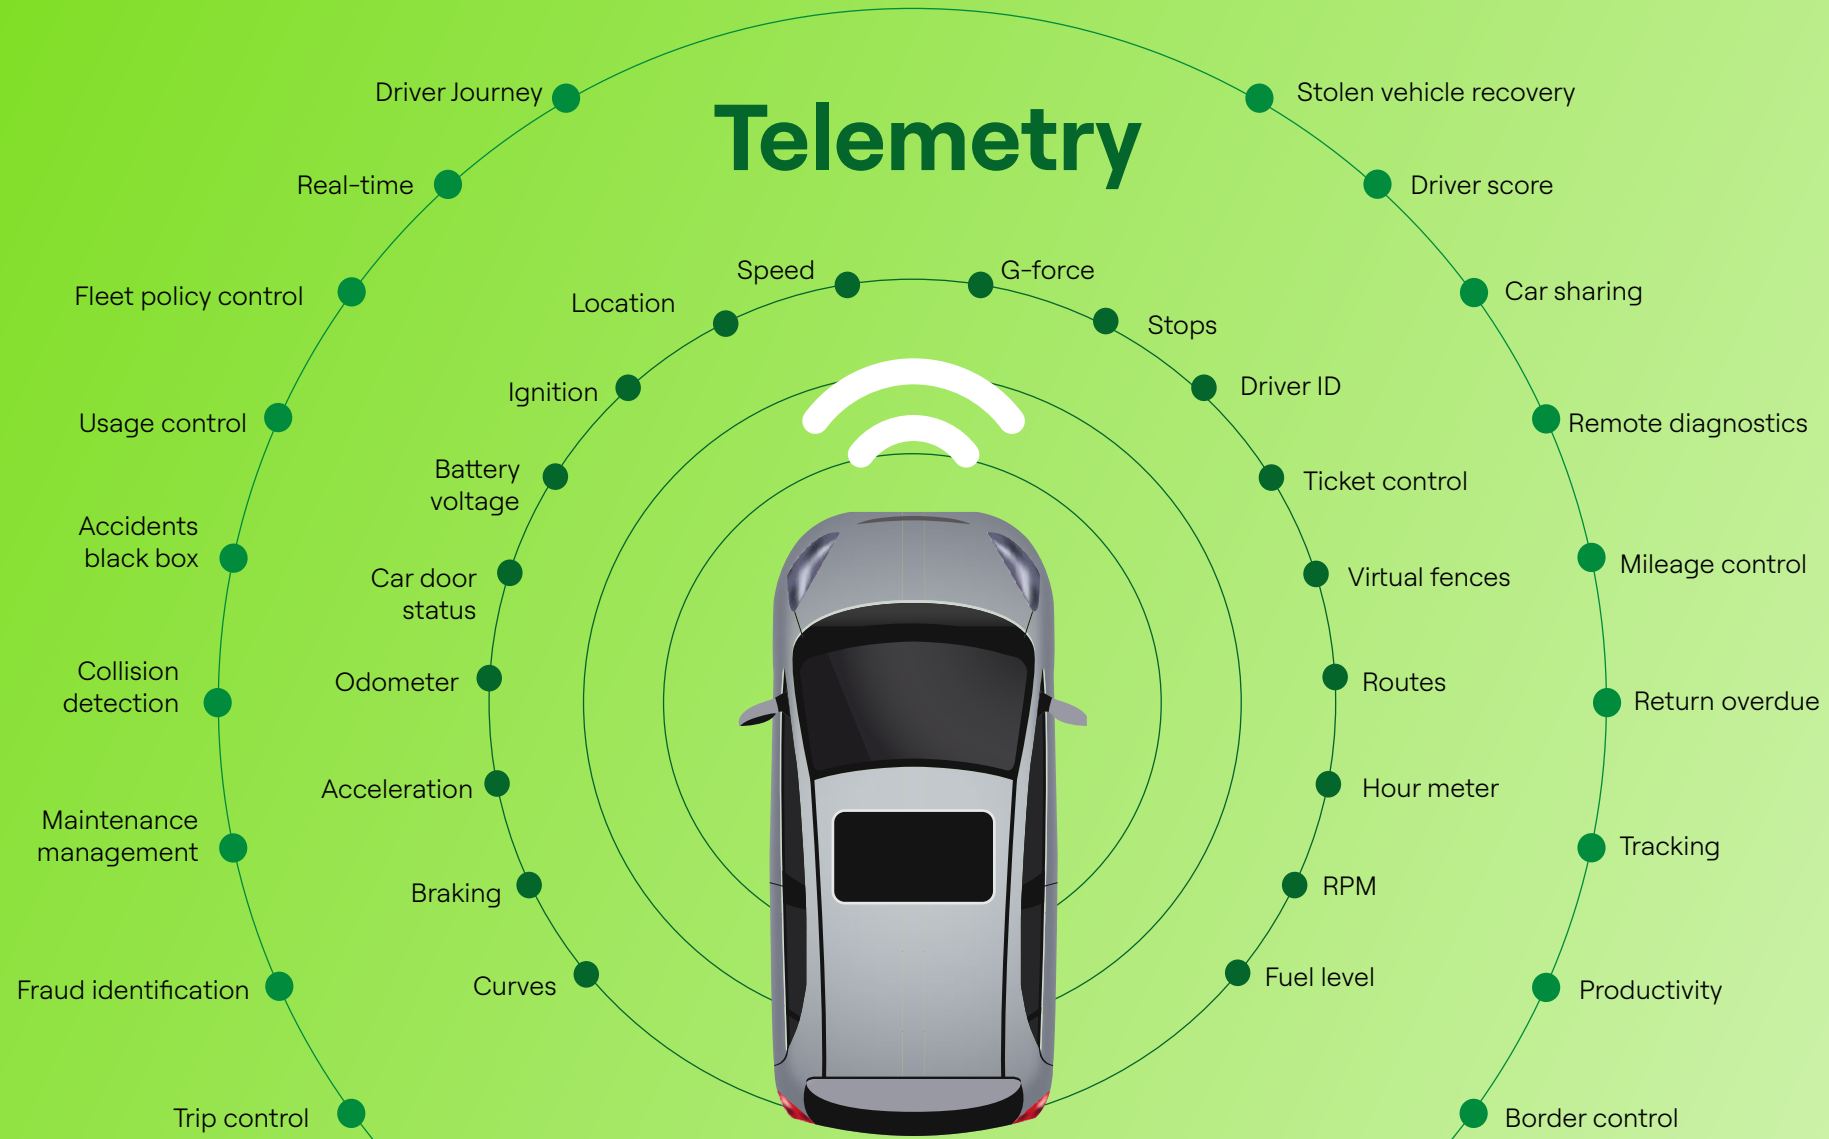 Telemetry
Driver Journey
Real-time
Fleet policy control
Usage control
Accidents
black box
Collision
detection
Maintenance
management
Fraud identification
Trip control
Speed
Location
Ignition
Battery
voltage
Car door
status
Odometer
Acceleration
Braking
Curves
G-force
Stops
Driver ID
Ticket control
Virtual fences
Routes
Hour meter
RPM
Fuel level
Stolen vehicle recovery
Driver score
Car sharing
Remote diagnostics
Mileage control
Return overdue
Tracking
Productivity
Border control